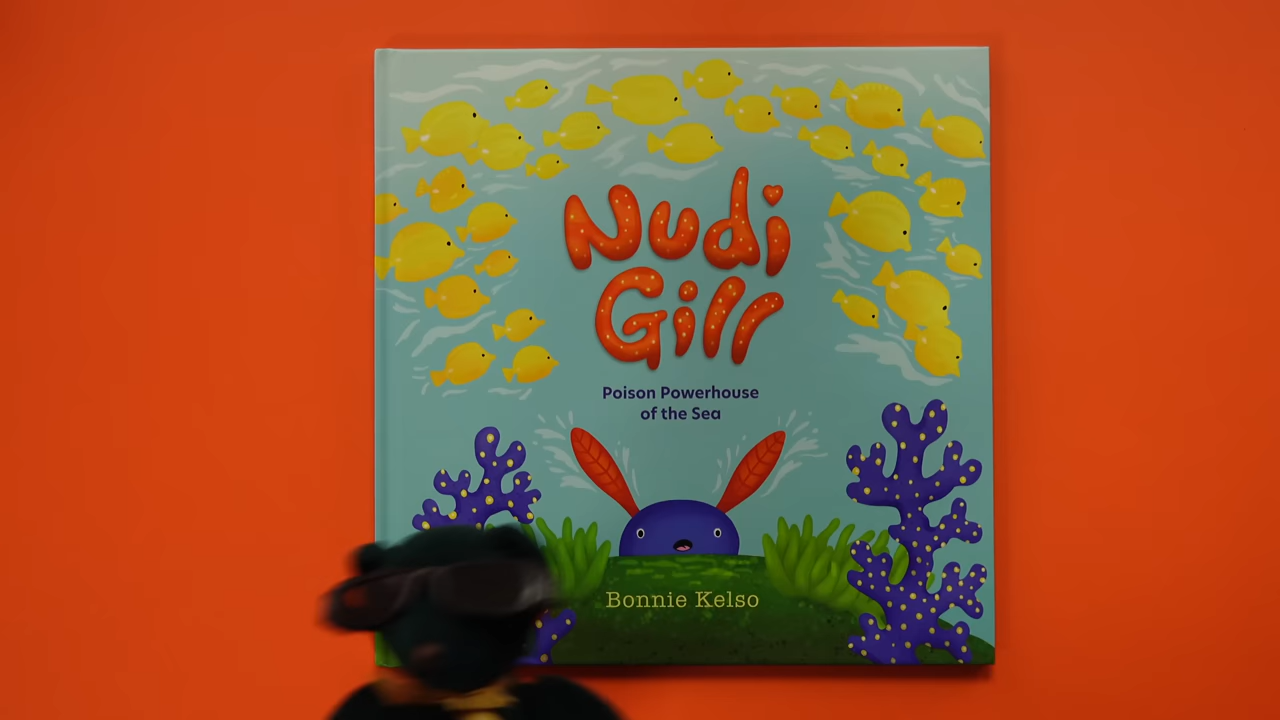 Nudi
Gill
Poison Powerhouse
of the Sea
Bonnie Kelso